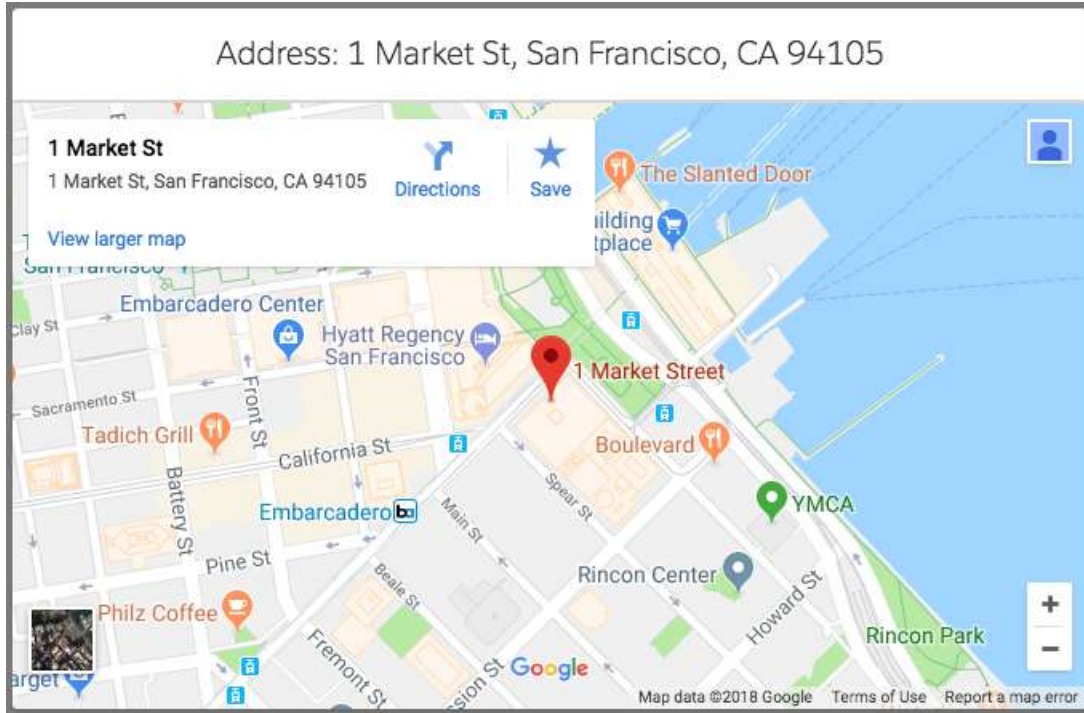 Address: 1 Market St, San Francisco, CA 94105
1 Market St
1 Market St, San Francisco, CA 94105
Directions
Save
View larger map
The Slanted Door
San Francisco
Embarcadero Center
Clay St
Hyatt Regency
San Francisco
1 Market Street
Sacramento St
Front St
Tadich Grill
California St
Boulevard
Battery St
Spear St
Embarcadero
Main St
YMCA
Pine St
Beale St
Rincon Center
Howard St
Philz Coffee
Fremont St
Rincon Park
Google
+
−
Map data ©2018 Google
Terms of Use
Report a map error